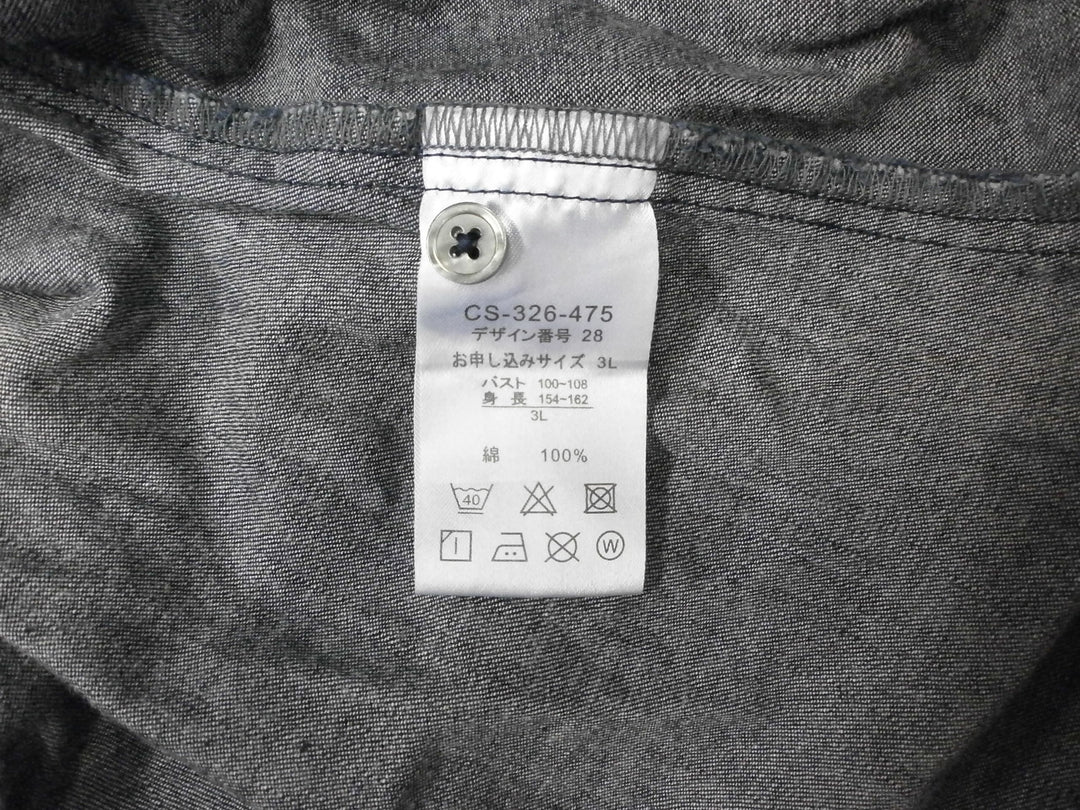 CS-326-475
デザイン番号 28
お申し込みサイズ 3L
バスト 100~108
身長 154~162
3L
綿 100%
40
W